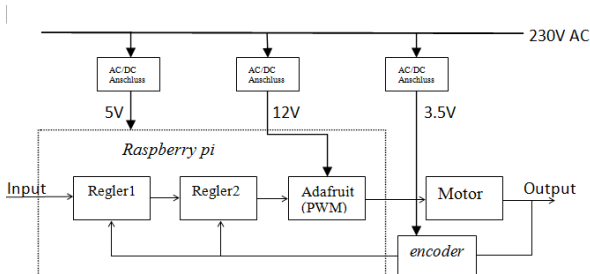 230V AC
AC/DC
Anschluss
AC/DC
Anschluss
AC/DC
Anschluss
5V
12V
3.5V
Raspberry pi
Input
Regler1
Regler2
Adafruit
(PWM)
Motor
Output
encoder